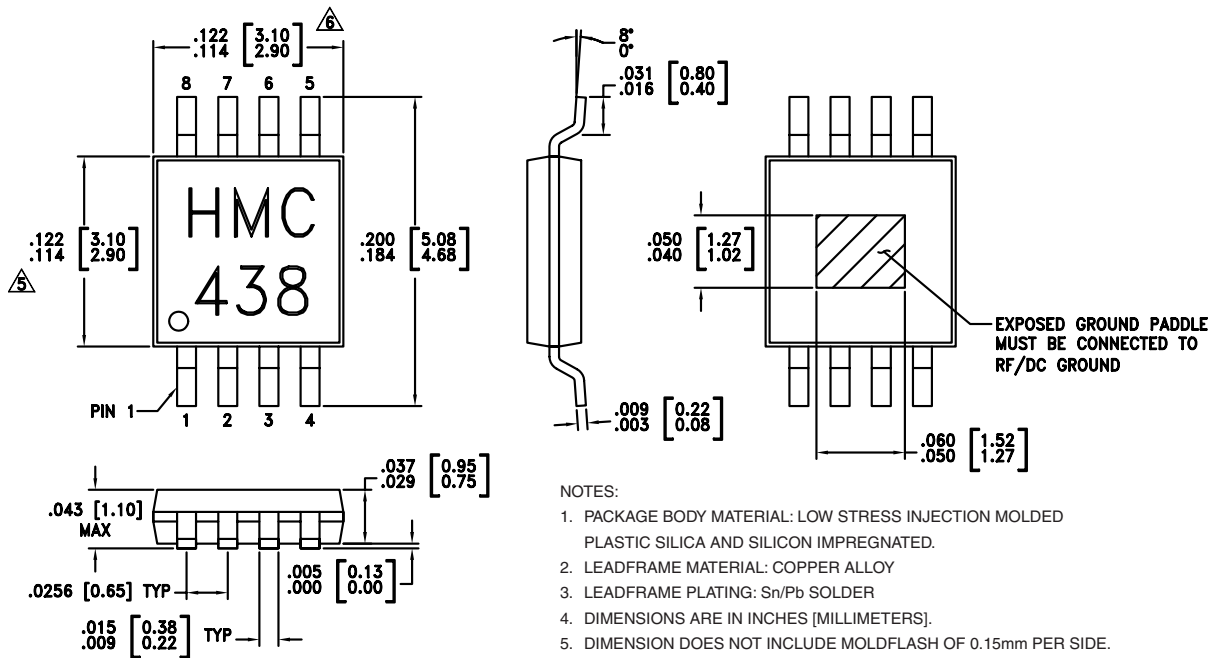 .122 [3.10]
.114 [2.90]
6
8 7 6 5
HMC
438
.122 [3.10]
.114 [2.90]
5
.200 [5.08]
.184 [4.68]
PIN 1
1 2 3 4
8°
0°
.031 [0.80]
.016 [0.40]
.009 [0.22]
.003 [0.08]
.050 [1.27]
.040 [1.02]
EXPOSED GROUND PADDLE
MUST BE CONNECTED TO
RF/DC GROUND
.060 [1.52]
.050 [1.27]
.043 [1.10]
MAX
.037 [0.95]
.029 [0.75]
.0256 [0.65] TYP
.005 [0.13]
.000 [0.00]
.015 [0.38]
.009 [0.22] TYP
NOTES:
1. PACKAGE BODY MATERIAL: LOW STRESS INJECTION MOLDED
PLASTIC SILICA AND SILICON IMPREGNATED.
2. LEADFRAME MATERIAL: COPPER ALLOY
3. LEADFRAME PLATING: Sn/Pb SOLDER
4. DIMENSIONS ARE IN INCHES [MILLIMETERS].
5. DIMENSION DOES NOT INCLUDE MOLDFLASH OF 0.15mm PER SIDE.